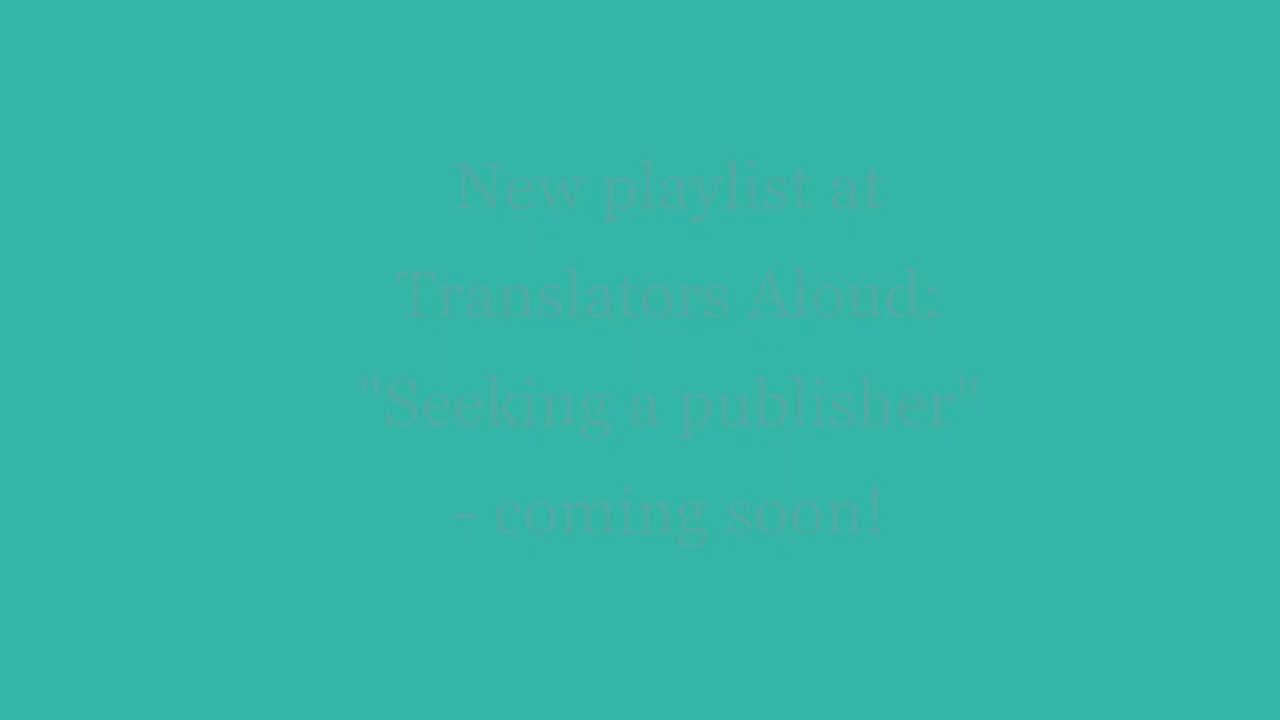 New playlist at
Translators Aloud:
"Seeking a publisher"
- coming soon!